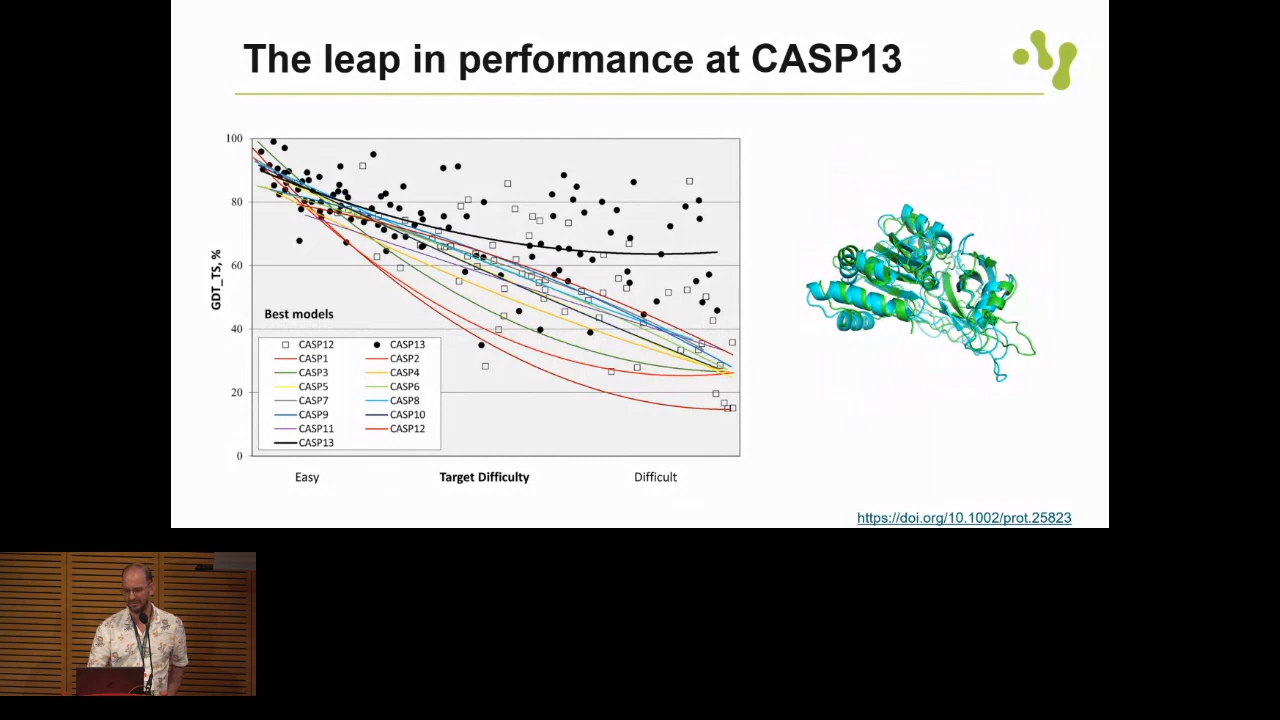 The leap in performance at CASP13
100
80
60
40
20
0
GDT_TS, %
Best models
CASP12 CASP13
CASP1 CASP2
CASP3 CASP4
CASP5 CASP6
CASP7 CASP8
CASP9 CASP10
CASP11 CASP12
CASP13
Easy Target Difficulty Difficult
https://doi.org/10.1002/prot.25823